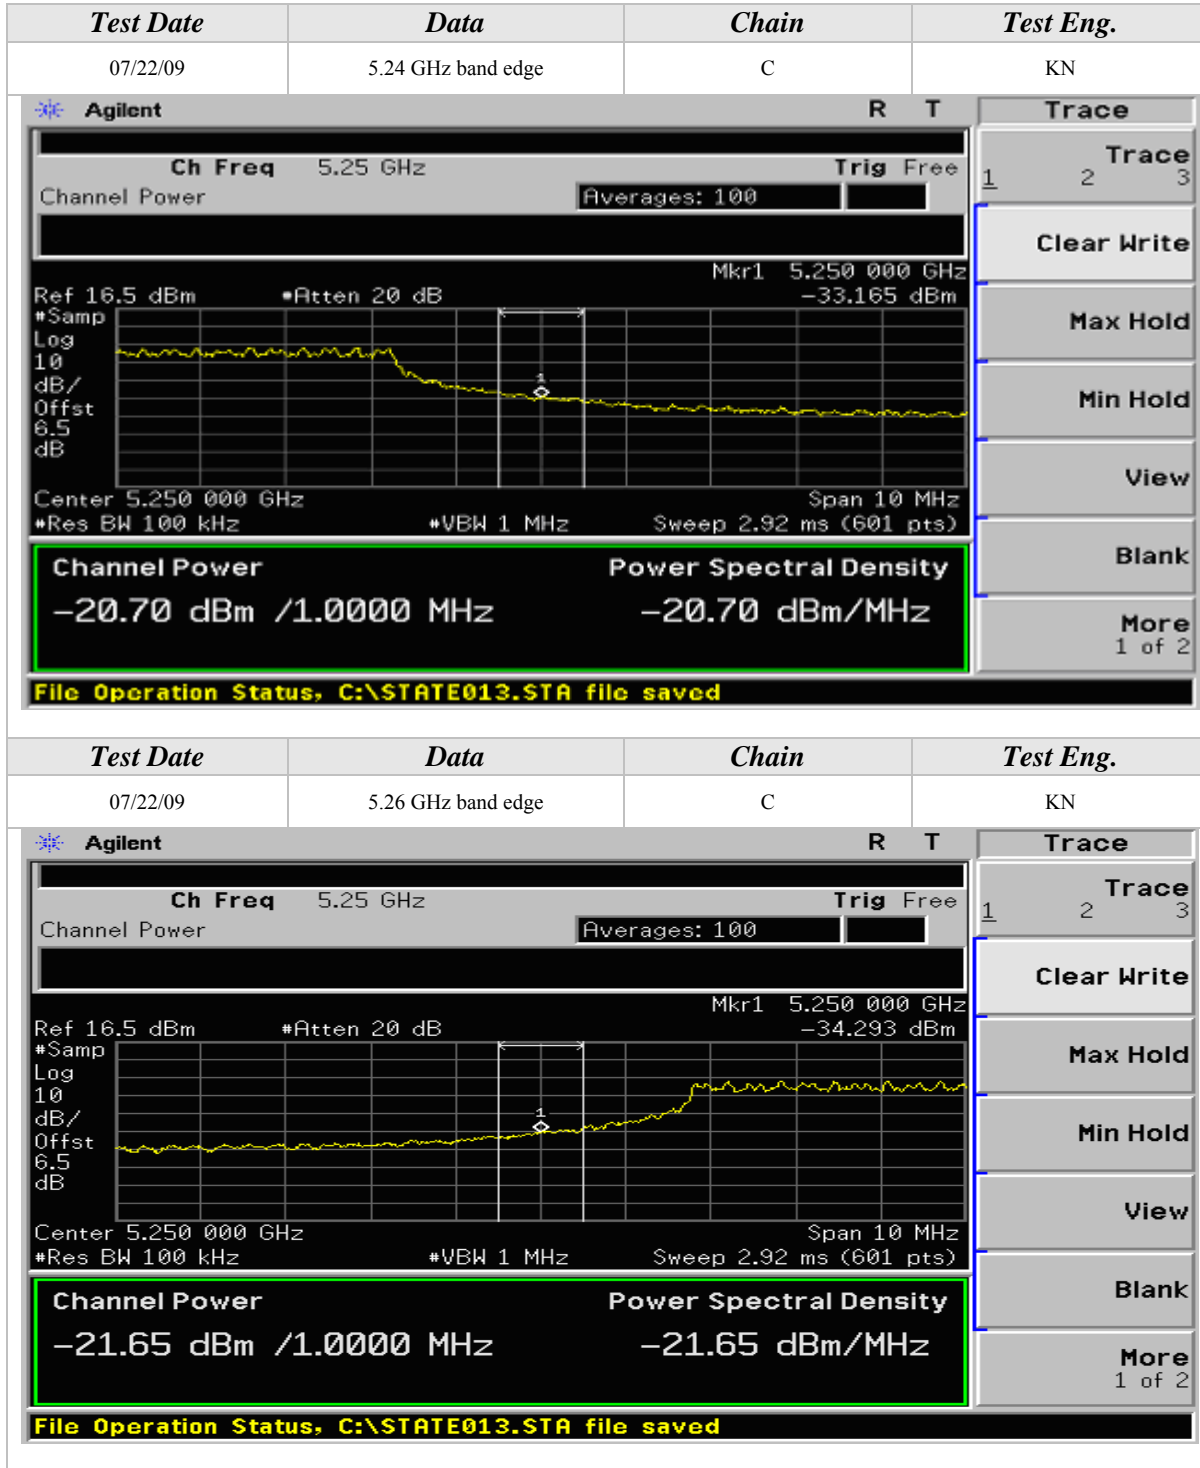 Test Date Data Chain Test Eng.
07/22/09 5.24 GHz band edge C KN
Agilent R T Trace
Ch Freq 5.25 GHz Trig Free
Channel Power Averages: 100
Trace
1 2 3
Clear Write
Mkr1 5.250 000 GHz
Ref 16.5 dBm #Atten 20 dB -33.165 dBm
#Samp
Log
10
dB/
Offst
6.5
dB
1
Max Hold
Min Hold
View
Center 5.250 000 GHz Span 10 MHz
#Res BW 100 kHz #VBW 1 MHz Sweep 2.92 ms (601 pts)
Channel Power Power Spectral Density
-20.70 dBm /1.0000 MHz -20.70 dBm/MHz
Blank
More
1 of 2
File Operation Status, C:\STATE013.STA file saved
Test Date Data Chain Test Eng.
07/22/09 5.26 GHz band edge C KN
Agilent R T Trace
Ch Freq 5.25 GHz Trig Free
Channel Power Averages: 100
Trace
1 2 3
Clear Write
Mkr1 5.250 000 GHz
Ref 16.5 dBm #Atten 20 dB -34.293 dBm
#Samp
Log
10
dB/
Offst
6.5
dB
1
Max Hold
Min Hold
View
Center 5.250 000 GHz Span 10 MHz
#Res BW 100 kHz #VBW 1 MHz Sweep 2.92 ms (601 pts)
Channel Power Power Spectral Density
-21.65 dBm /1.0000 MHz -21.65 dBm/MHz
Blank
More
1 of 2
File Operation Status, C:\STATE013.STA file saved